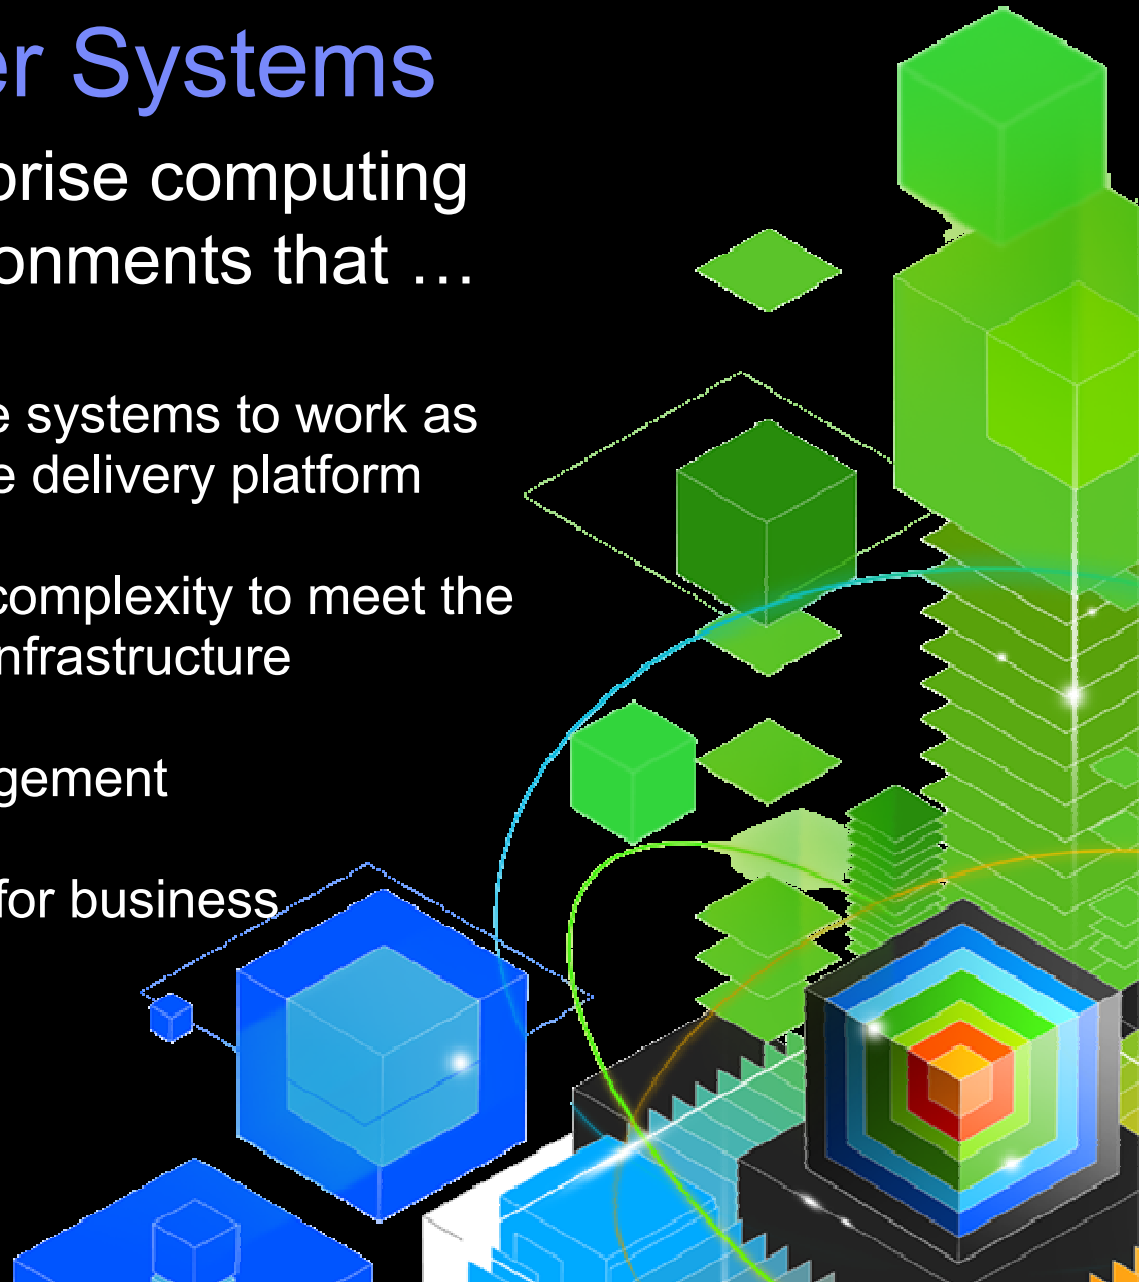 er Systems
prise computing
onments that …
e systems to work as
e delivery platform
complexity to meet the
nfrastructure
gement
for business